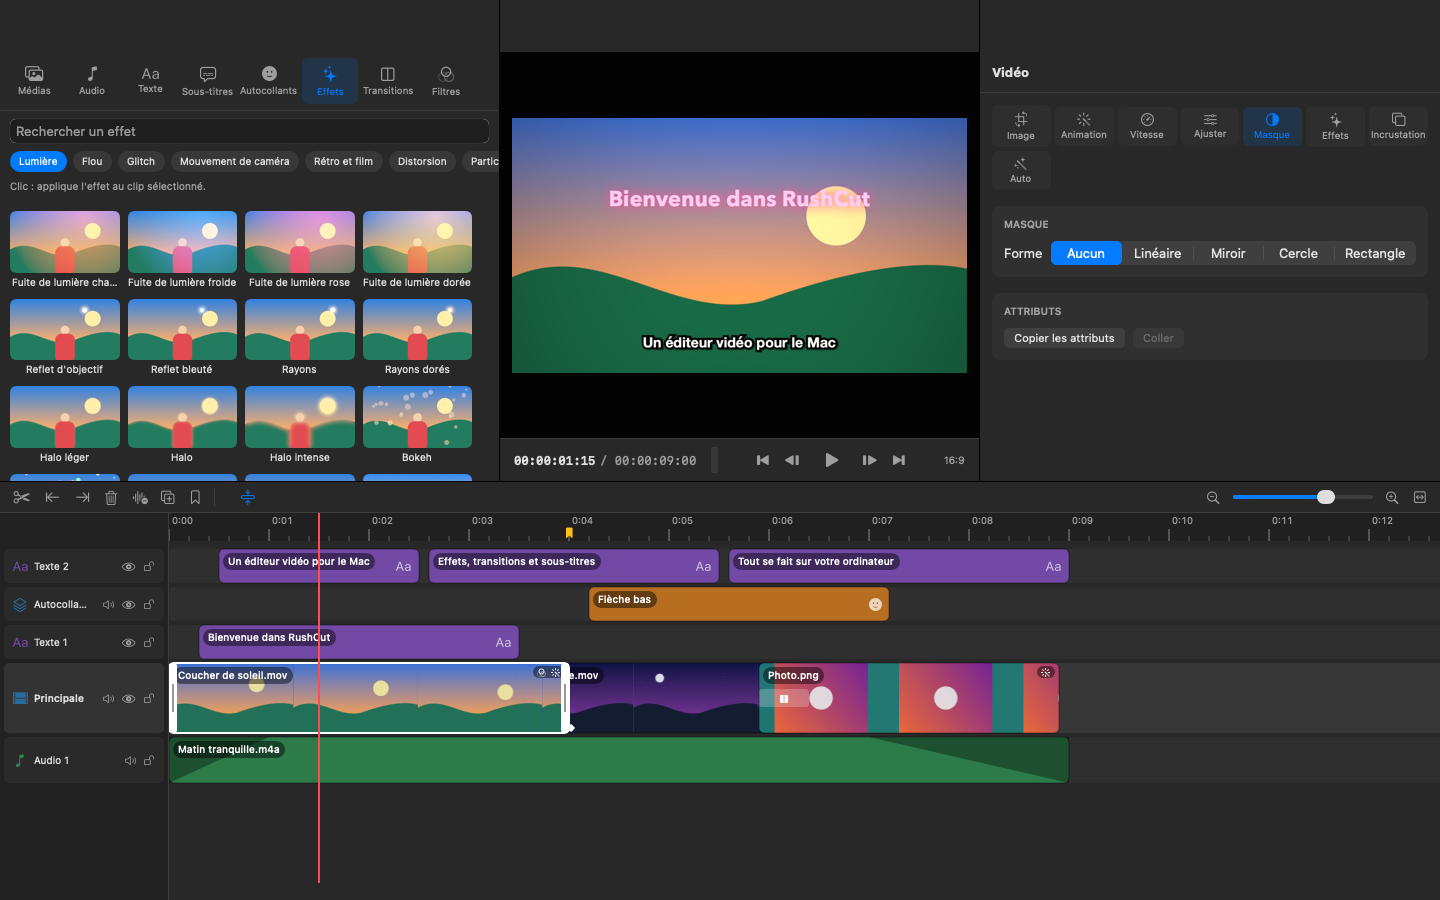 Médias
Audio
Texte
Sous-titres
Autocollants
Effets
Transitions
Filtres
Rechercher un effet
Lumière
Flou
Glitch
Mouvement de caméra
Rétro et film
Distorsion
Partic
Clic : applique l'effet au clip sélectionné.
Fuite de lumière cha...
Fuite de lumière froide
Fuite de lumière rose
Fuite de lumière dorée
Reflet d'objectif
Reflet bleuté
Rayons
Rayons dorés
Halo léger
Halo
Halo intense
Bokeh
Bienvenue dans RushCut
Un éditeur vidéo pour le Mac
00:00:01:15 / 00:00:09:00
16:9
Vidéo
Image
Animation
Vitesse
Ajuster
Masque
Effets
Incrustation
Auto
MASQUE
Forme
Aucun
Linéaire
Miroir
Cercle
Rectangle
ATTRIBUTS
Copier les attributs
Coller
0:00
0:01
0:02
0:03
0:04
0:05
0:06
0:07
0:08
0:09
0:10
0:11
0:12
Aa Texte 2
Un éditeur vidéo pour le Mac Aa
Effets, transitions et sous-titres Aa
Tout se fait sur votre ordinateur Aa
Autocolla...
Flèche bas
Aa Texte 1
Bienvenue dans RushCut Aa
Principale
Coucher de soleil.mov
e.mov
Photo.png
Audio 1
Matin tranquille.m4a